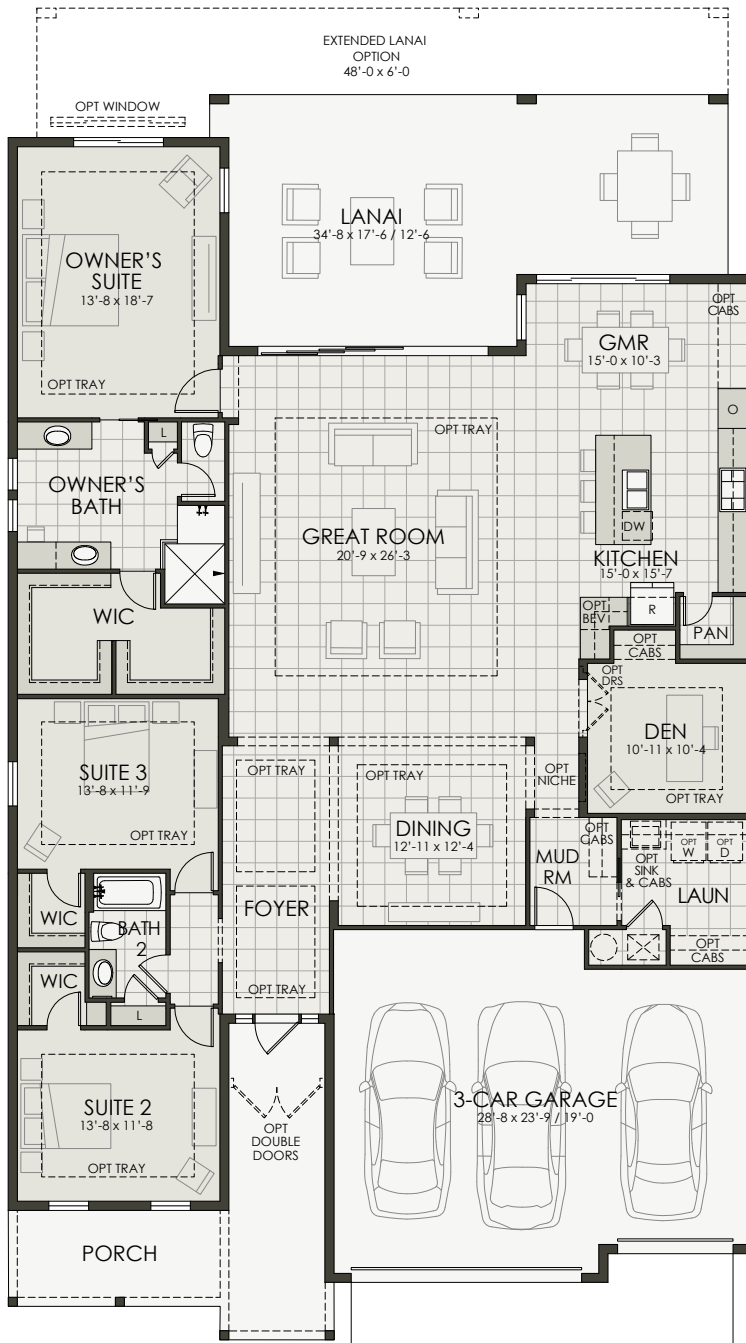 EXTENDED LANAI
OPTION
48'-0 x 6'-0
OPT WINDOW
LANAI
34'-8 x 17'-6 / 12'-6
OWNER'S
SUITE
13'-8 x 18'-7
OPT TRAY
OPT
CABS
GMR
15'-0 x 10'-3
OPT TRAY
L
O
OWNER'S
BATH
GREAT ROOM
20'-9 x 26'-3
DW
KITCHEN
15'-0 x 15'-7
WIC
OPT
BEV
R
PAN
OPT
CABS
OPT
DRS
DEN
10'-11 x 10'-4
OPT TRAY
SUITE 3
13'-8 x 11'-9
OPT TRAY
OPT TRAY
OPT TRAY
OPT
NICHE
DINING
12'-11 x 12'-4
OPT
CABS
MUD
RM
OPT
SINK
& CABS
OPT
W
OPT
D
LAUN
OPT
CABS
WIC
BATH
2
FOYER
OPT TRAY
WIC
L
SUITE 2
13'-8 x 11'-8
OPT TRAY
OPT
DOUBLE
DOORS
3-CAR GARAGE
28'-8 x 23'-9 / 19'-0
PORCH